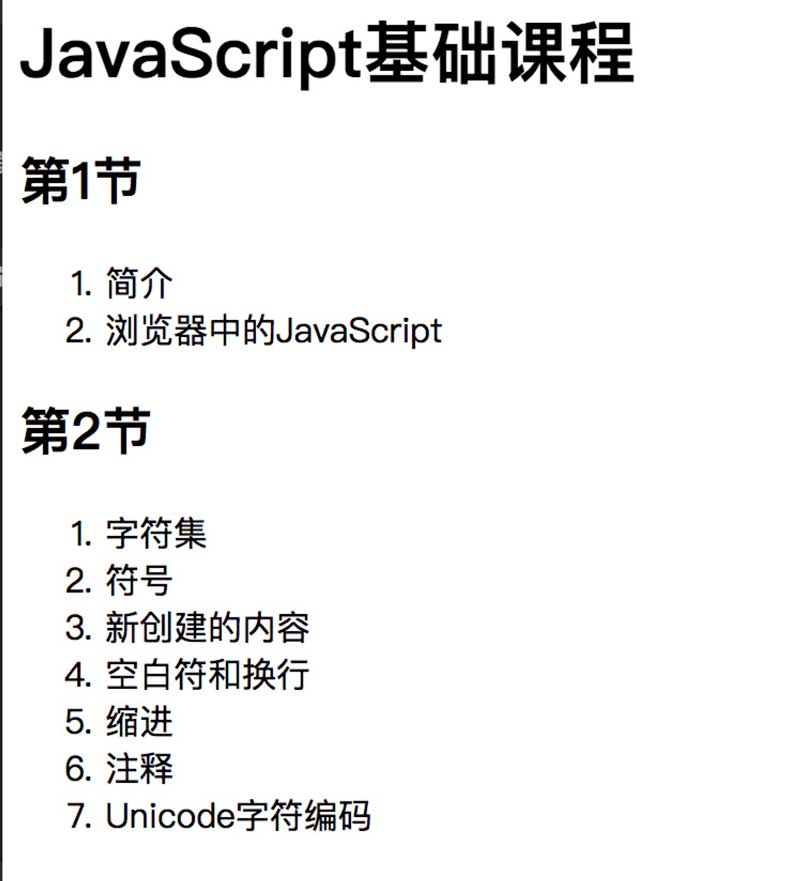 JavaScript基础课程
第1节
1. 简介
2. 浏览器中的JavaScript
第2节
1. 字符集
2. 符号
3. 新创建的内容
4. 空白符和换行
5. 缩进
6. 注释
7. Unicode字符编码